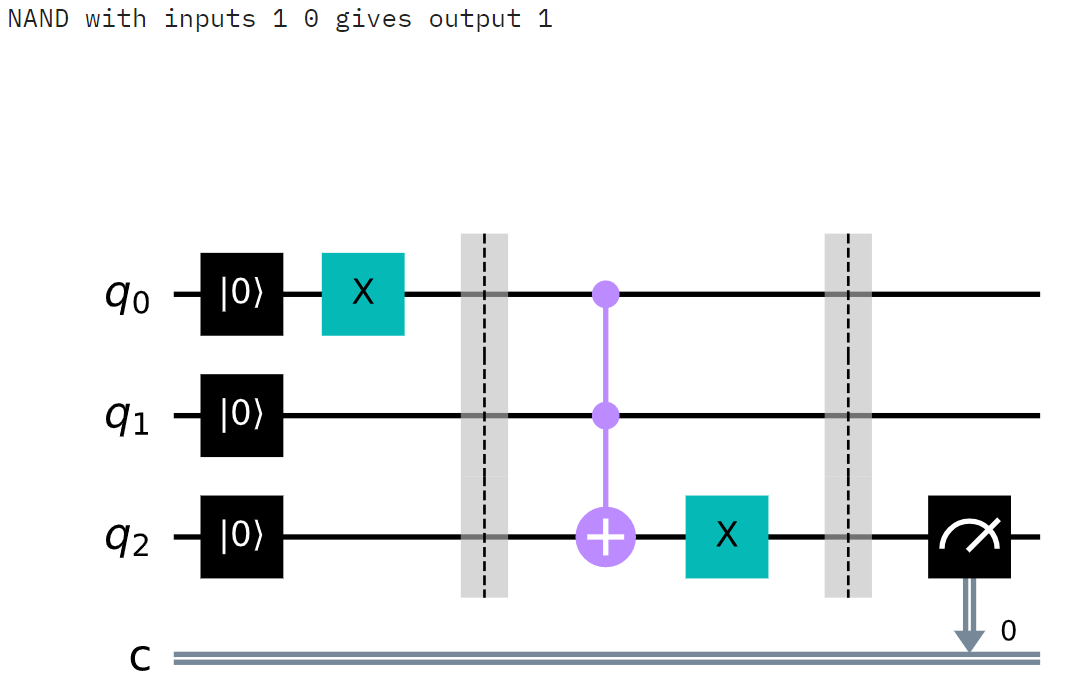 NAND with inputs 1 0 gives output 1
q0 |0⟩ X
q1 |0⟩
q2 |0⟩ X
0
c